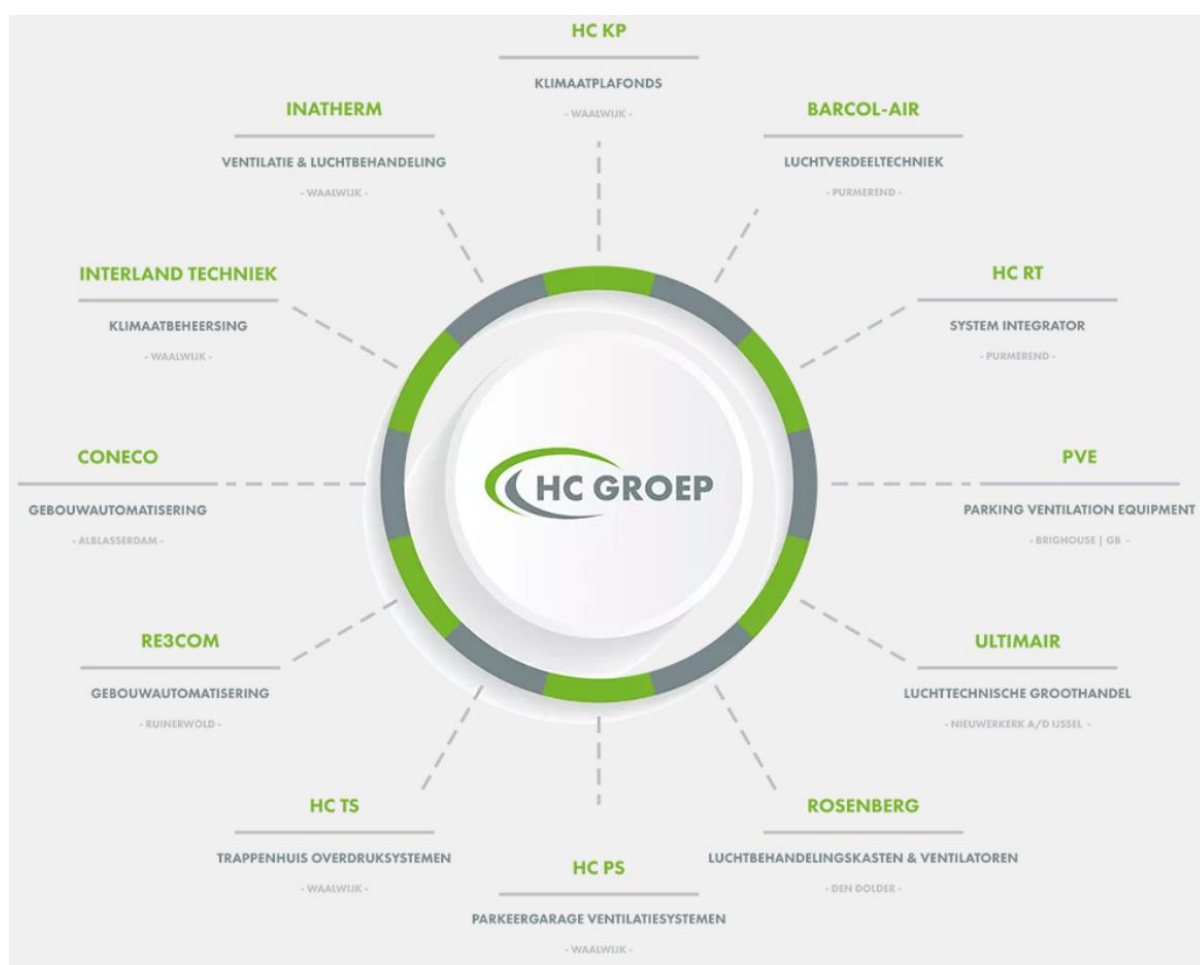 HC KP
KLIMAATPLAFONDS
- WAALWIJK -
BARCOL-AIR
LUCHTVERDEELTECHNIEK
- PURMEREND -
HC RT
SYSTEM INTEGRATOR
- PURMEREND -
PVE
PARKING VENTILATION EQUIPMENT
- BRIGHOUSE | GB -
ULTIMAIR
LUCHTTECHNISCHE GROOTHANDEL
- NIEUWERKERK A/D IJSSEL -
ROSENBERG
LUCHTBEHANDELINGSKASTEN & VENTILATOREN
- DEN DOLDER -
HC PS
PARKEERGARAGE VENTILATIESYSTEMEN
- WAALWIJK -
HC TS
TRAPPENHUIS OVERDRUKSYSTEMEN
- WAALWIJK -
RE3COM
GEBOUWAUTOMATISERING
- RUINERWOLD -
CONECO
GEBOUWAUTOMATISERING
- ALBLASSERDAM -
INTERLAND TECHNIEK
KLIMAATBEHEERSING
- WAALWIJK -
INATHERM
VENTILATIE & LUCHTBEHANDELING
- WAALWIJK -
HC GROEP